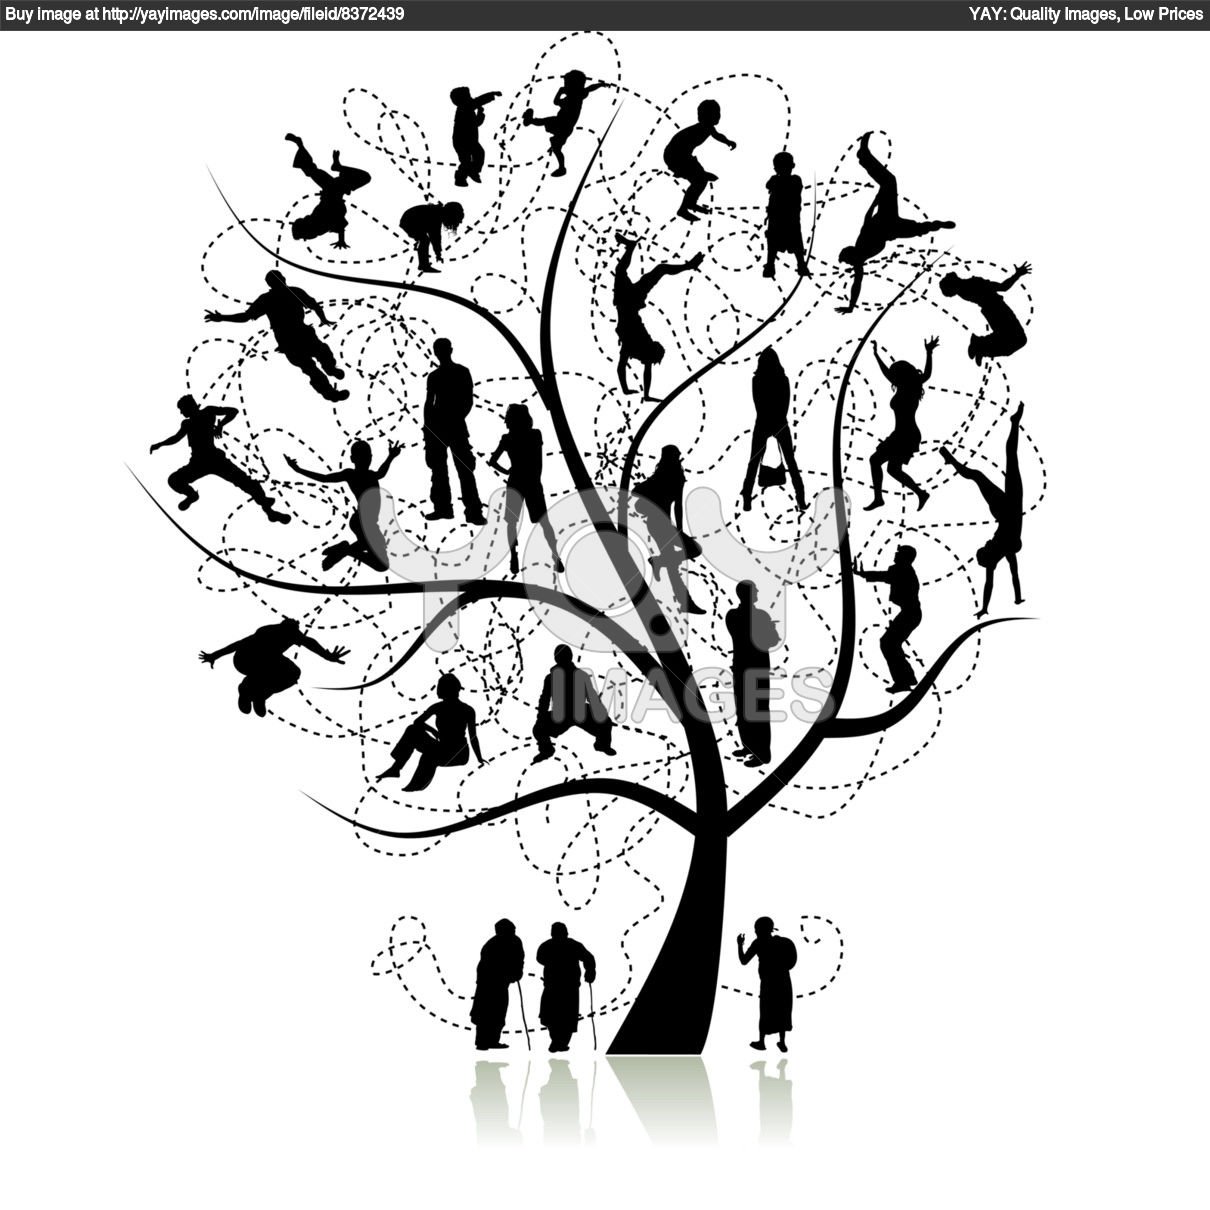 Buy image at http://yayimages.com/image/fileid/8372439
YAY: Quality Images, Low Prices
YAY
IMAGES